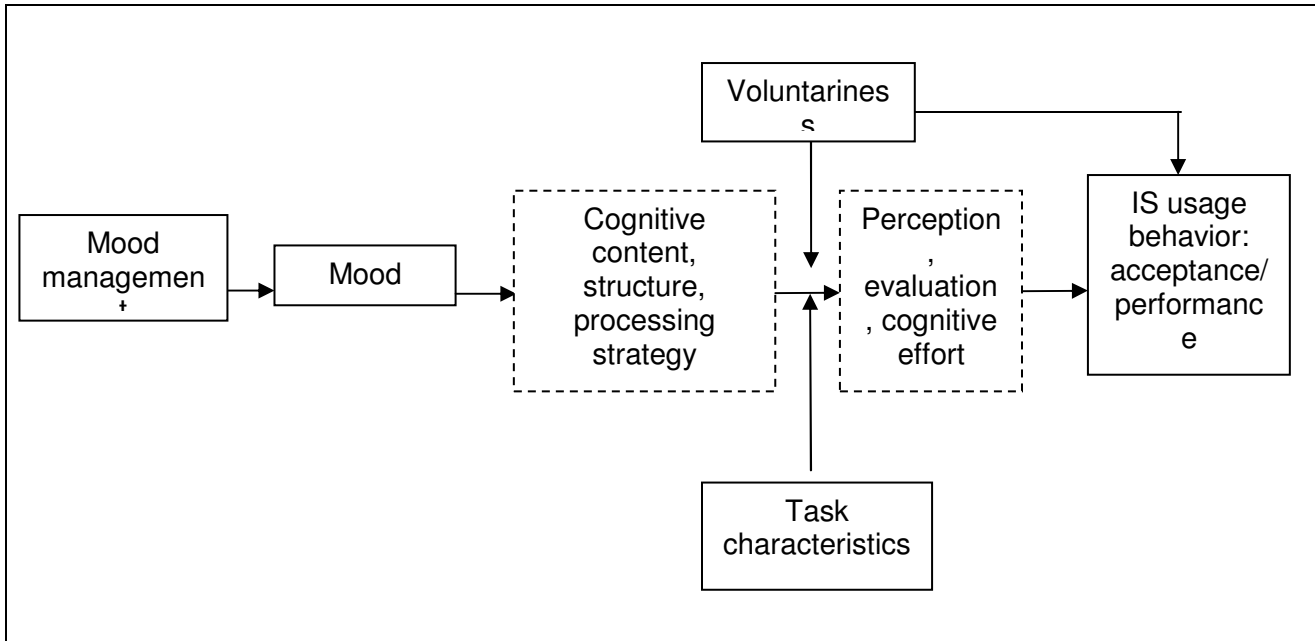 Voluntarines
s
Mood
managemen
t
Mood
Cognitive
content,
structure,
processing
strategy
Perception
,
evaluation
, cognitive
effort
IS usage
behavior:
acceptance/
performanc
e
Task
characteristics